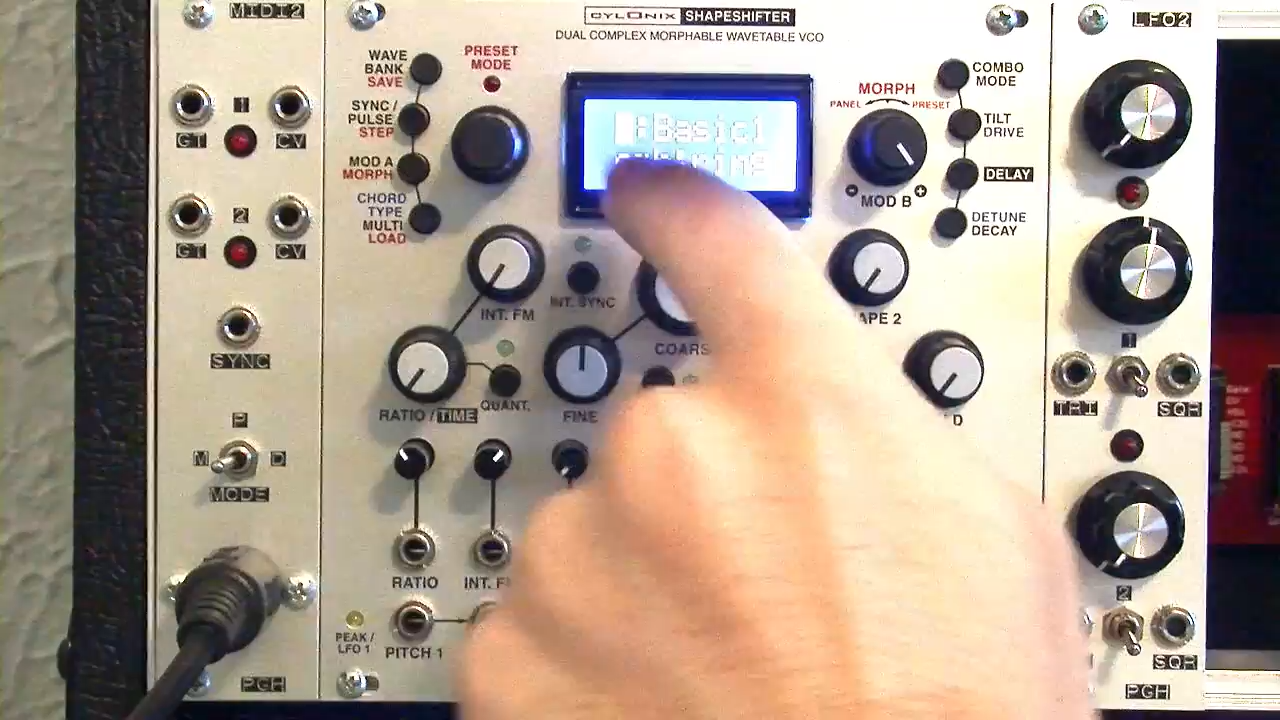 MIDI2
1
GT
CV
2
GT
CV
SYNC
P
M
D
MODE
PGH
CYLONIX SHAPESHIFTER
DUAL COMPLEX MORPHABLE WAVETABLE VCO
WAVE
BANK
SAVE
PRESET
MODE
SYNC /
PULSE
STEP
MOD A
MORPH
CHORD
TYPE
MULTI
LOAD
:Basic1
MORPH
PANEL
PRESET
MOD B
COMBO
MODE
TILT
DRIVE
DELAY
DETUNE
DECAY
INT. FM
INT. SYNC
COARS
APE 2
RATIO / TIME
QUANT.
FINE
D
RATIO
INT. F
PEAK /
LFO 1
PITCH 1
LFO2
1
TRI
SQR
2
SQR
PGH